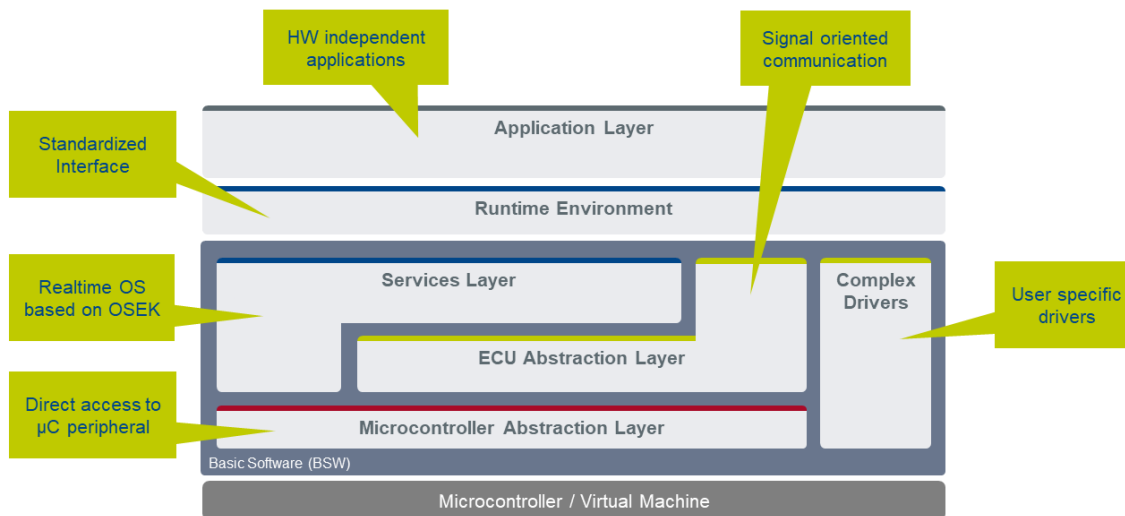 HW independent
applications
Signal oriented
communication
Application Layer
Standardized
Interface
Runtime Environment
Realtime OS
based on OSEK
Services Layer
Complex
Drivers
User specific
drivers
ECU Abstraction Layer
Direct access to
µC peripheral
Microcontroller Abstraction Layer
Basic Software (BSW)
Microcontroller / Virtual Machine